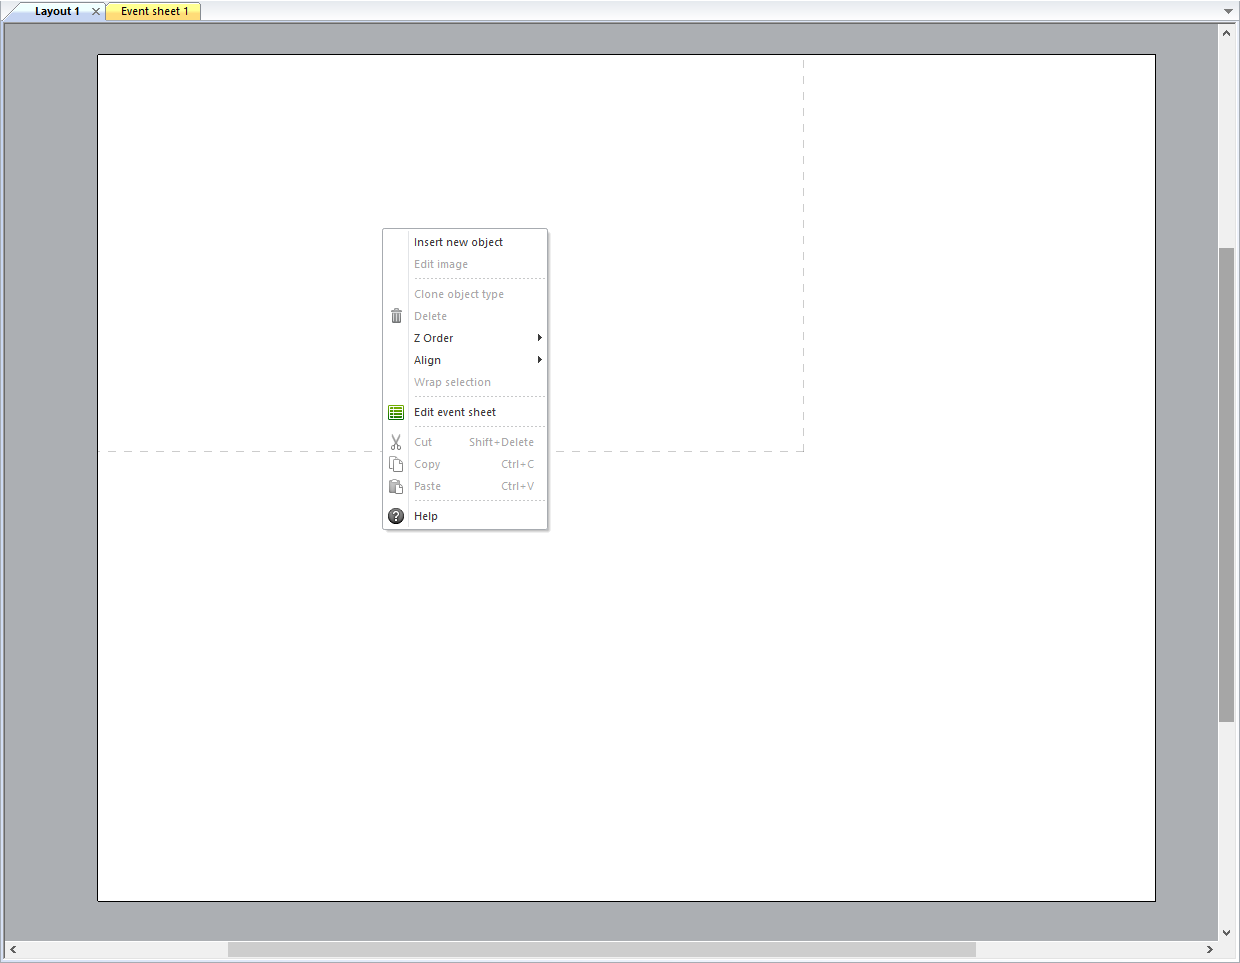 Layout 1
Event sheet 1
Insert new object
Edit image
Clone object type
Delete
Z Order
Align
Wrap selection
Edit event sheet
Cut Shift+Delete
Copy Ctrl+C
Paste Ctrl+V
Help